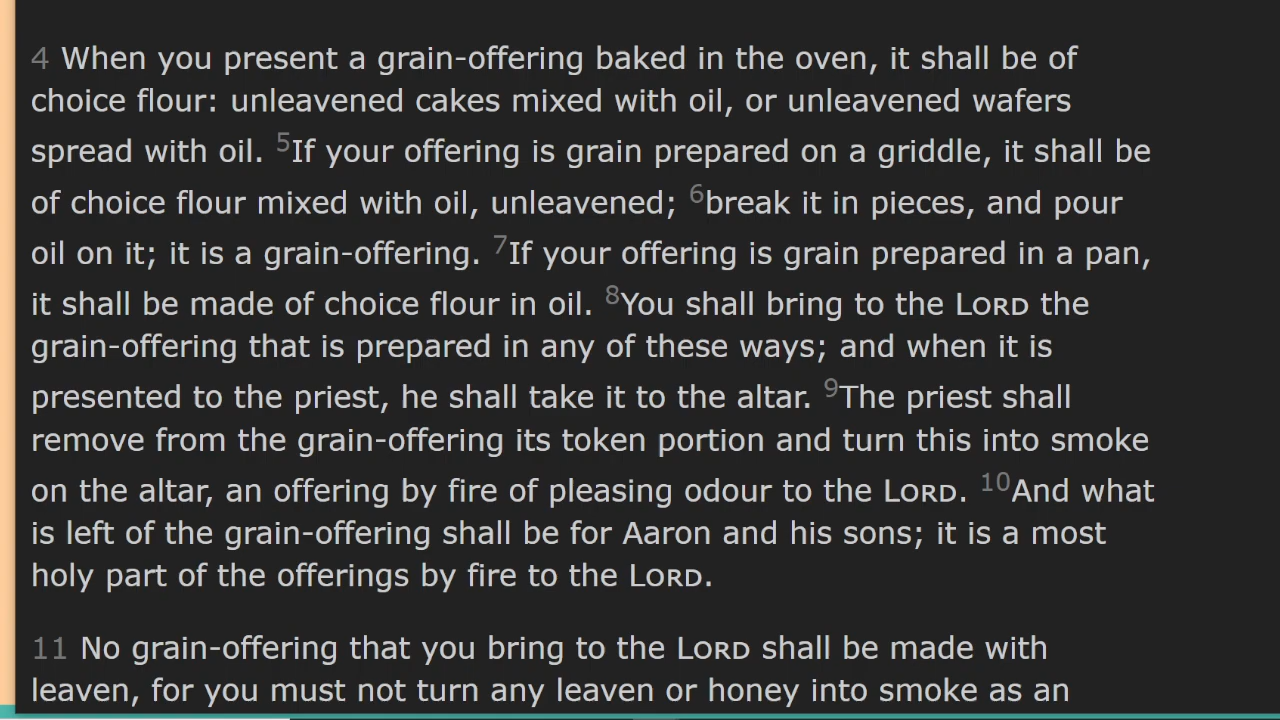 4 When you present a grain-offering baked in the oven, it shall be of
choice flour: unleavened cakes mixed with oil, or unleavened wafers
spread with oil. 5If your offering is grain prepared on a griddle, it shall be
of choice flour mixed with oil, unleavened; 6break it in pieces, and pour
oil on it; it is a grain-offering. 7If your offering is grain prepared in a pan,
it shall be made of choice flour in oil. 8You shall bring to the LORD the
grain-offering that is prepared in any of these ways; and when it is
presented to the priest, he shall take it to the altar. 9The priest shall
remove from the grain-offering its token portion and turn this into smoke
on the altar, an offering by fire of pleasing odour to the LORD. 10And what
is left of the grain-offering shall be for Aaron and his sons; it is a most
holy part of the offerings by fire to the LORD.
11 No grain-offering that you bring to the LORD shall be made with
leaven, for you must not turn any leaven or honey into smoke as an